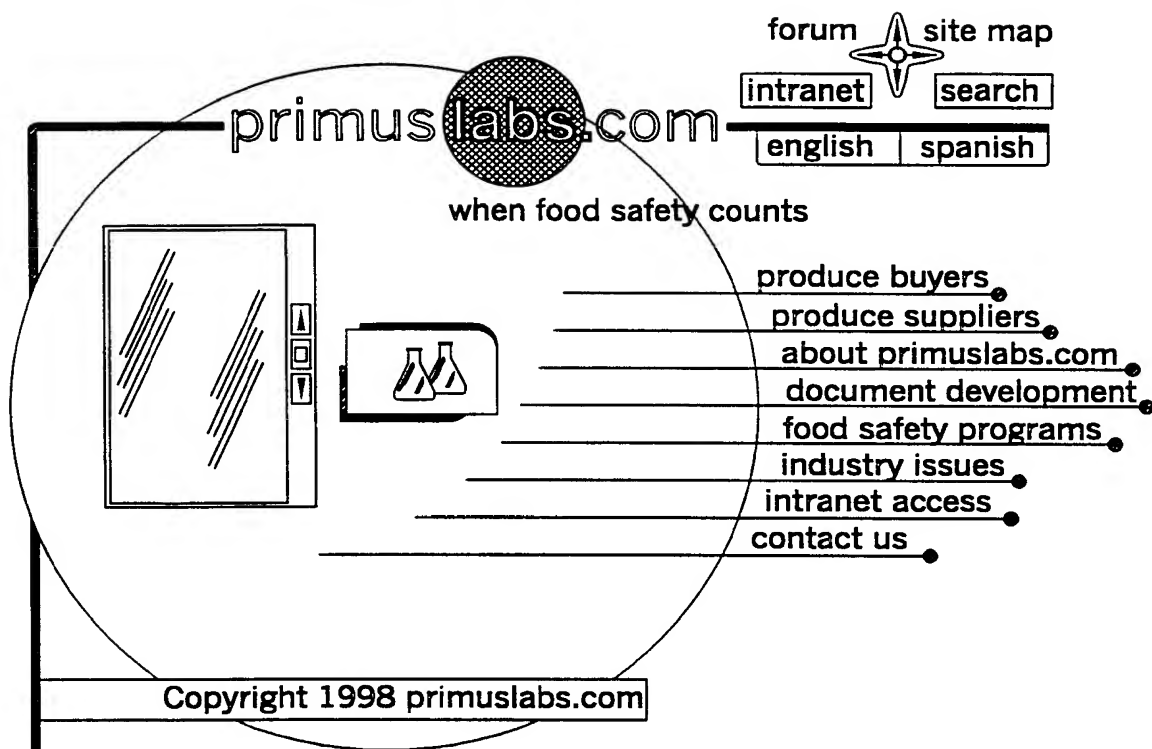 forum site map
intranet search
primuslabs.com
english spanish
when food safety counts
produce buyers
produce suppliers
about primuslabs.com
document development
food safety programs
industry issues
intranet access
contact us
Copyright 1998 primuslabs.com